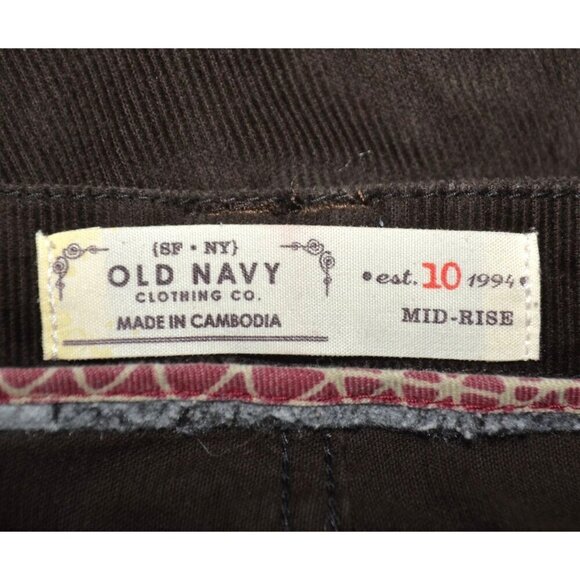 {SF • NY}
OLD NAVY
CLOTHING CO.
MADE IN CAMBODIA
•est. 10 1994•
MID-RISE